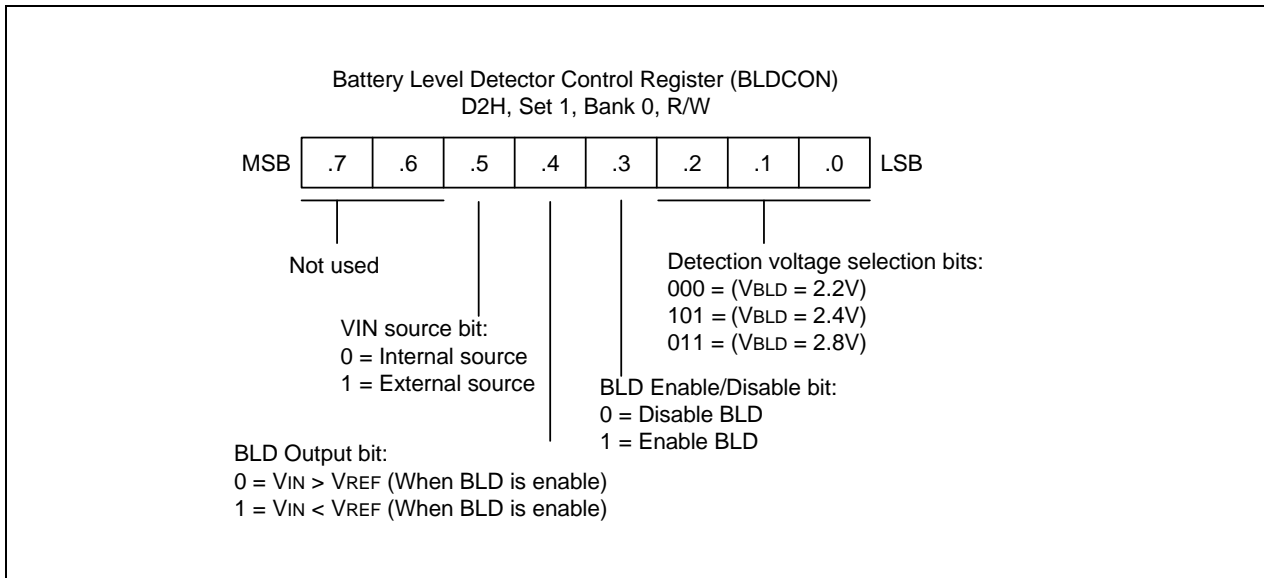 Battery Level Detector Control Register (BLDCON)
D2H, Set 1, Bank 0, R/W
MSB .7 .6 .5 .4 .3 .2 .1 .0 LSB
Not used
VIN source bit:
0 = Internal source
1 = External source
BLD Output bit:
0 = VIN > VREF (When BLD is enable)
1 = VIN < VREF (When BLD is enable)
BLD Enable/Disable bit:
0 = Disable BLD
1 = Enable BLD
Detection voltage selection bits:
000 = (VBLD = 2.2V)
101 = (VBLD = 2.4V)
011 = (VBLD = 2.8V)